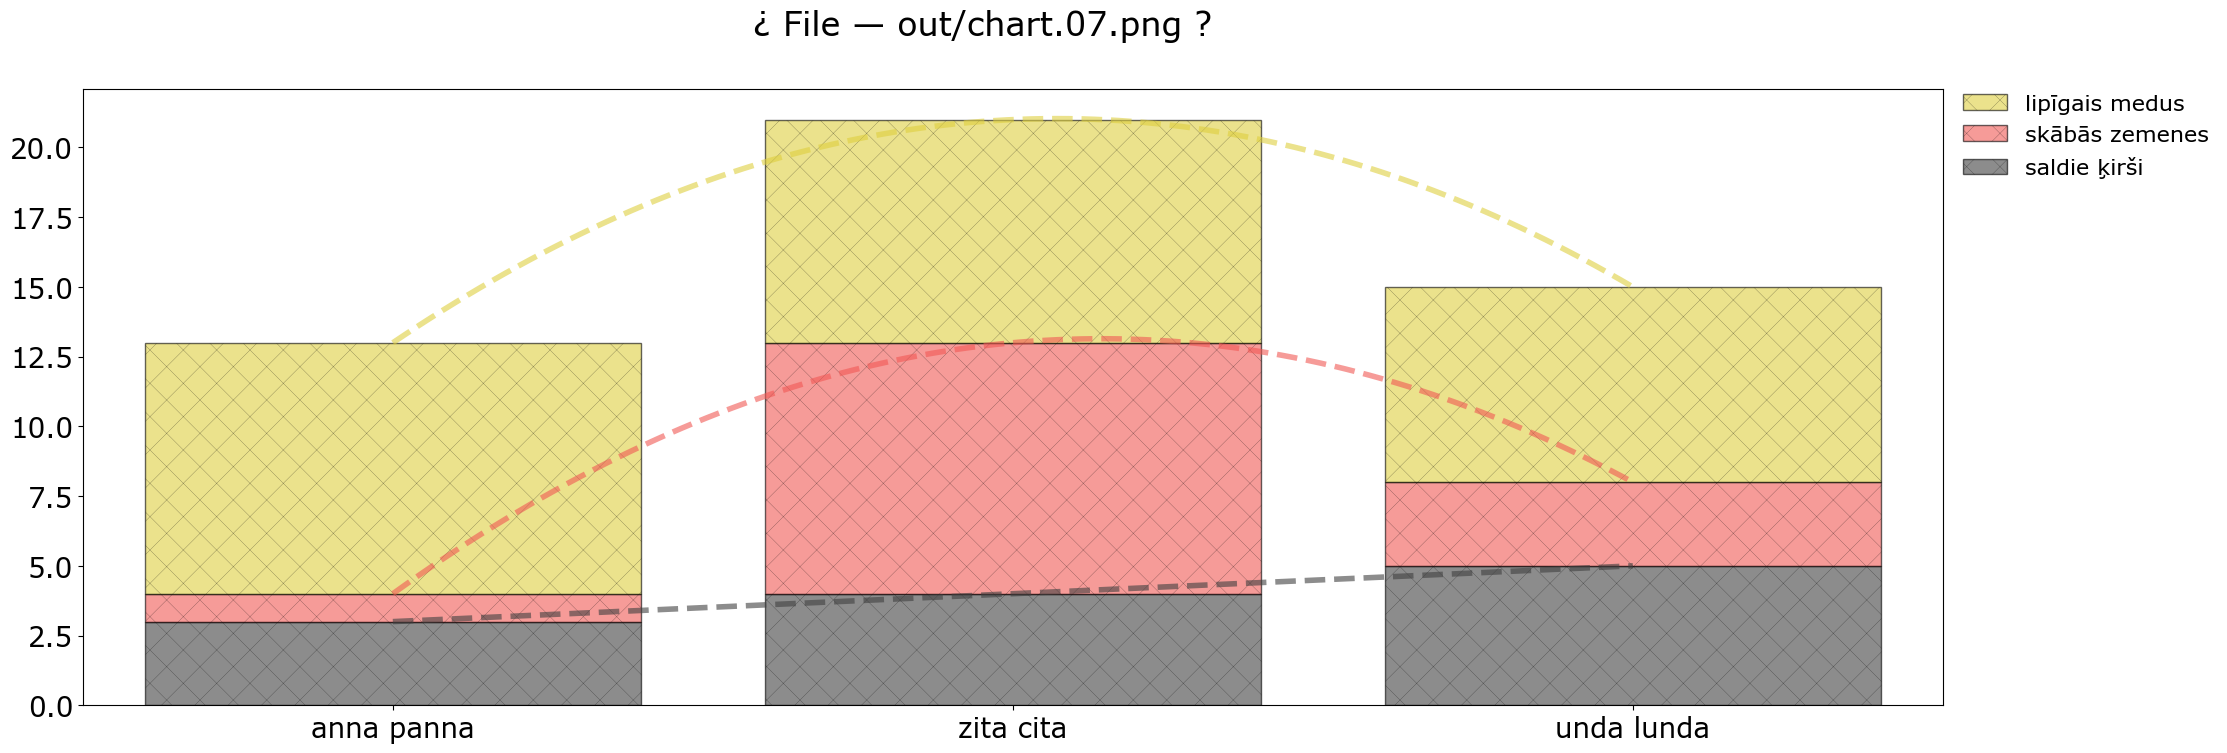 ¿ File — out/chart.07.png ?
lipīgais medus
skābās zemenes
saldie ķirši
20.0
17.5
15.0
12.5
10.0
7.5
5.0
2.5
0.0
anna panna
zita cita
unda lunda